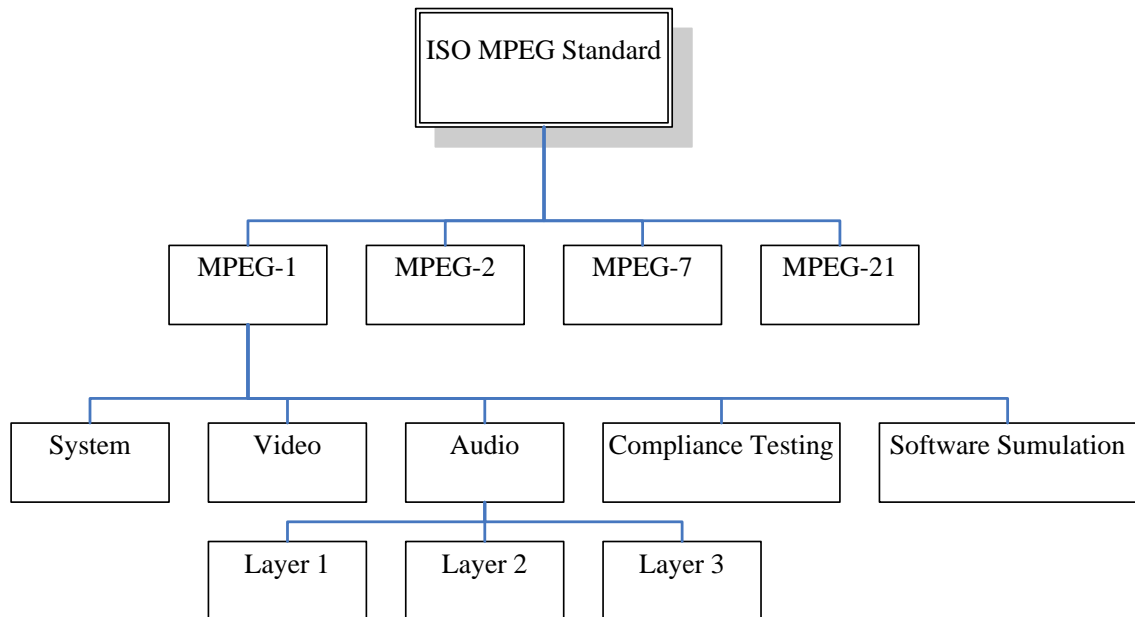 ISO MPEG Standard
MPEG-1
MPEG-2
MPEG-7
MPEG-21
System
Video
Audio
Compliance Testing
Software Sumulation
Layer 1
Layer 2
Layer 3